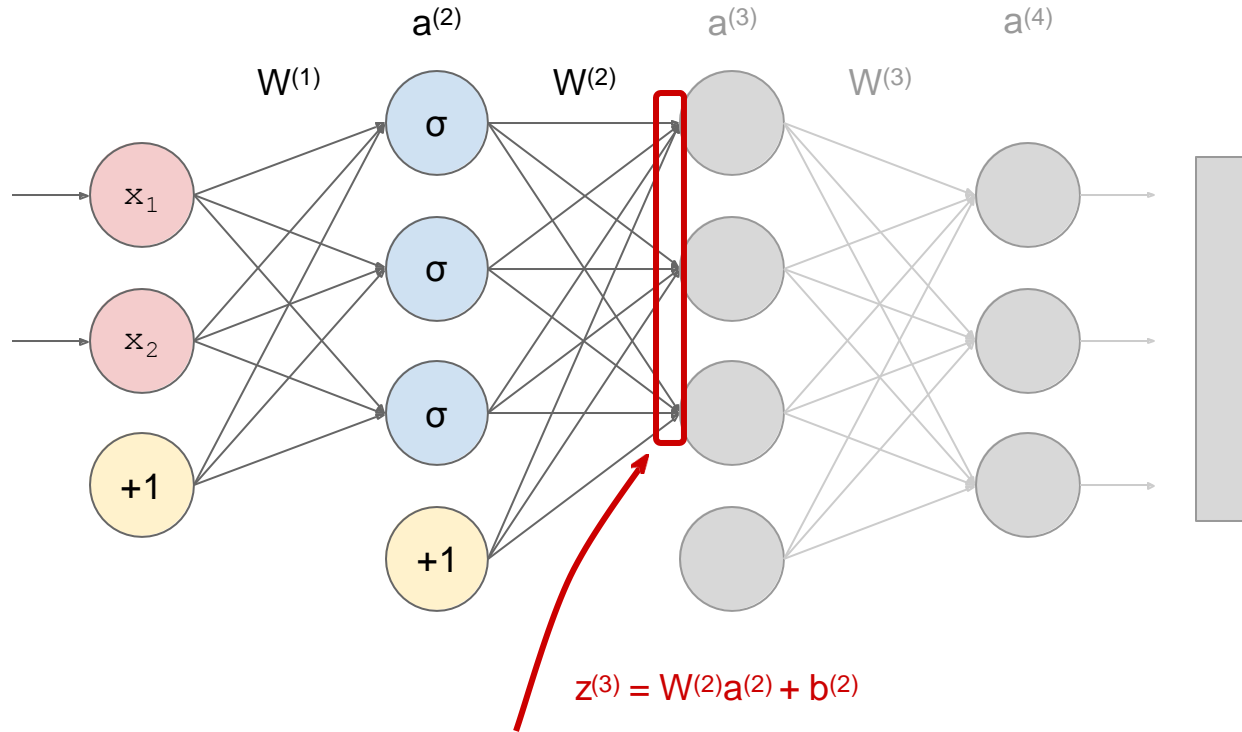 a(2)
a(3)
a(4)
W(1)
W(2)
W(3)
σ
x1
σ
x2
σ
+1
+1
z(3) = W(2)a(2) + b(2)